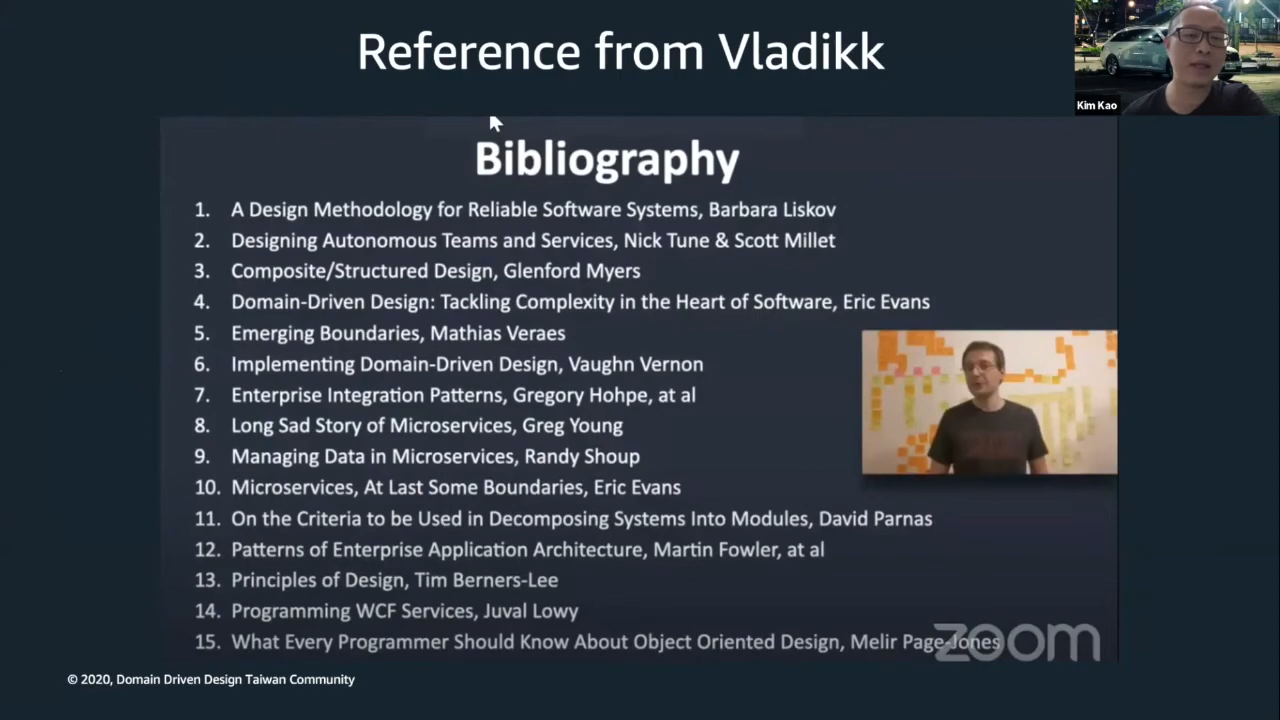 Reference from Vladikk
Kim Kao
Bibliography
1. A Design Methodology for Reliable Software Systems, Barbara Liskov
2. Designing Autonomous Teams and Services, Nick Tune & Scott Millet
3. Composite/Structured Design, Glenford Myers
4. Domain-Driven Design: Tackling Complexity in the Heart of Software, Eric Evans
5. Emerging Boundaries, Mathias Veraes
6. Implementing Domain-Driven Design, Vaughn Vernon
7. Enterprise Integration Patterns, Gregory Hohpe, at al
8. Long Sad Story of Microservices, Greg Young
9. Managing Data in Microservices, Randy Shoup
10. Microservices, At Last Some Boundaries, Eric Evans
11. On the Criteria to be Used in Decomposing Systems Into Modules, David Parnas
12. Patterns of Enterprise Application Architecture, Martin Fowler, at al
13. Principles of Design, Tim Berners-Lee
14. Programming WCF Services, Juval Lowy
15. What Every Programmer Should Know About Object Oriented Design, Melir Page-Jones
zoom
© 2020, Domain Driven Design Taiwan Community